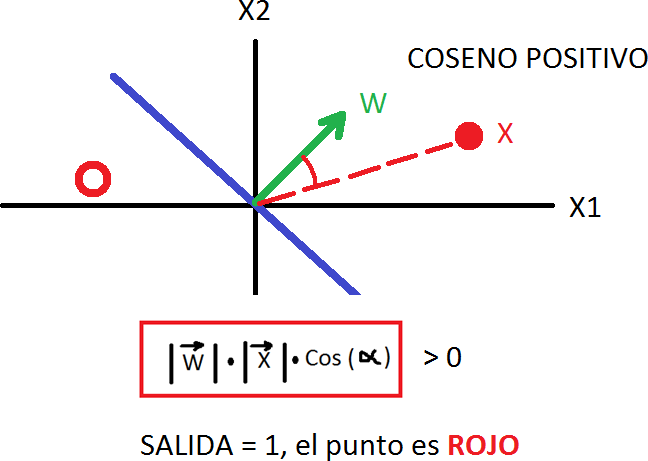 X2
COSENO POSITIVO
W
X
X1
|W|·|X|·Cos(α) > 0
SALIDA = 1, el punto es ROJO